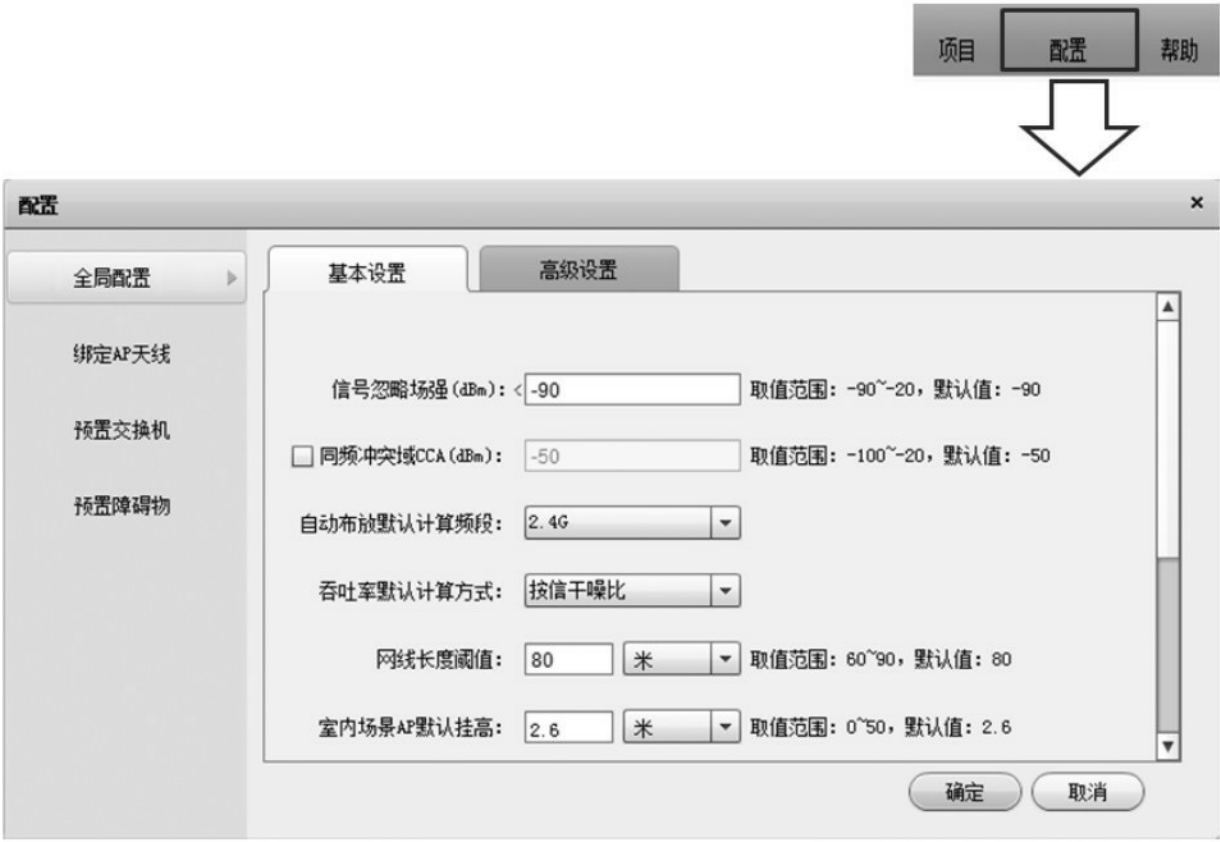 项目 配置 帮助
配置 ×
全局配置
绑定AP天线
预置交换机
预置障碍物
基本设置 高级设置
信号忽略场强(dBm): < -90 取值范围: -90~-20, 默认值: -90
同频冲突域CCA(dBm): -50 取值范围: -100~-20, 默认值: -50
自动布放默认计算频段: 2.4G
吞吐率默认计算方式: 按信干噪比
网线长度阈值: 80 米 取值范围: 60~90, 默认值: 80
室内场景AP默认挂高: 2.6 米 取值范围: 0~50, 默认值: 2.6
确定 取消